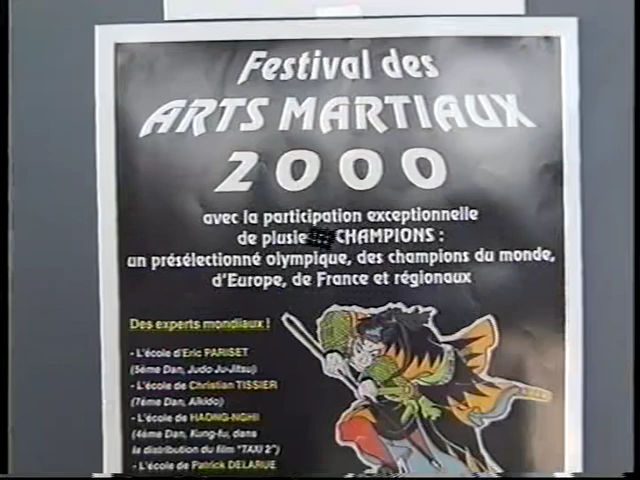 Festival des
ARTS MARTIAUX
2000
avec la participation exceptionnelle
de CHAMPIONS :
un présélectionné olympique, des champions du monde,
d'Europe, de France et régionaux
Des experts mondiaux !
- L'école d'Eric PARISET
(5ème Dan, Judo Ju-Jitsu)
- L'école de Christian TISSIER
(7ème Dan, Aïkido)
- L'école de HAONG-NGHI
(4ème Dan, Kung-fu, dans
la distribution du film "TAXI 2")
- L'école de Patrick DELARUE